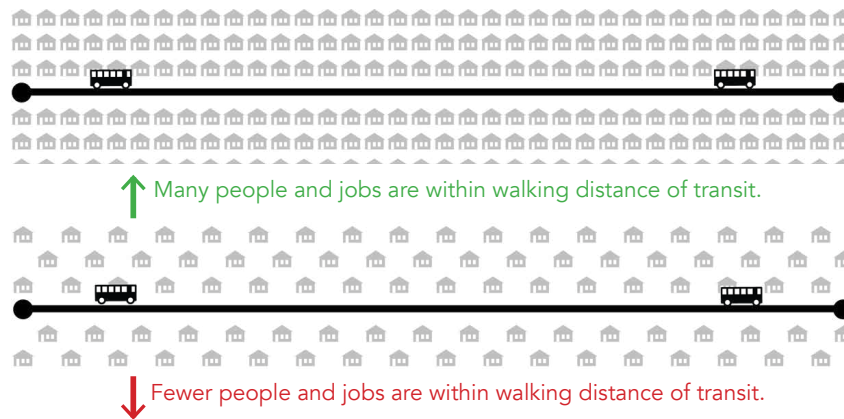 Many people and jobs are within walking distance of transit.
Fewer people and jobs are within walking distance of transit.